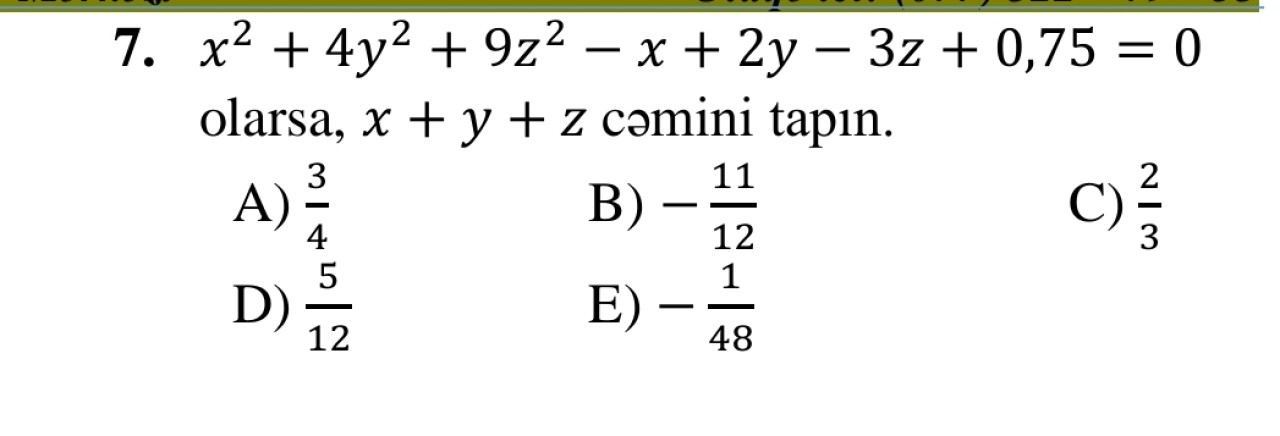 7. x² + 4y² + 9z² − x + 2y − 3z + 0,75 = 0
olarsa, x + y + z cəmini tapın.
A) 3/4 B) − 11/12 C) 2/3
D) 5/12 E) − 1/48